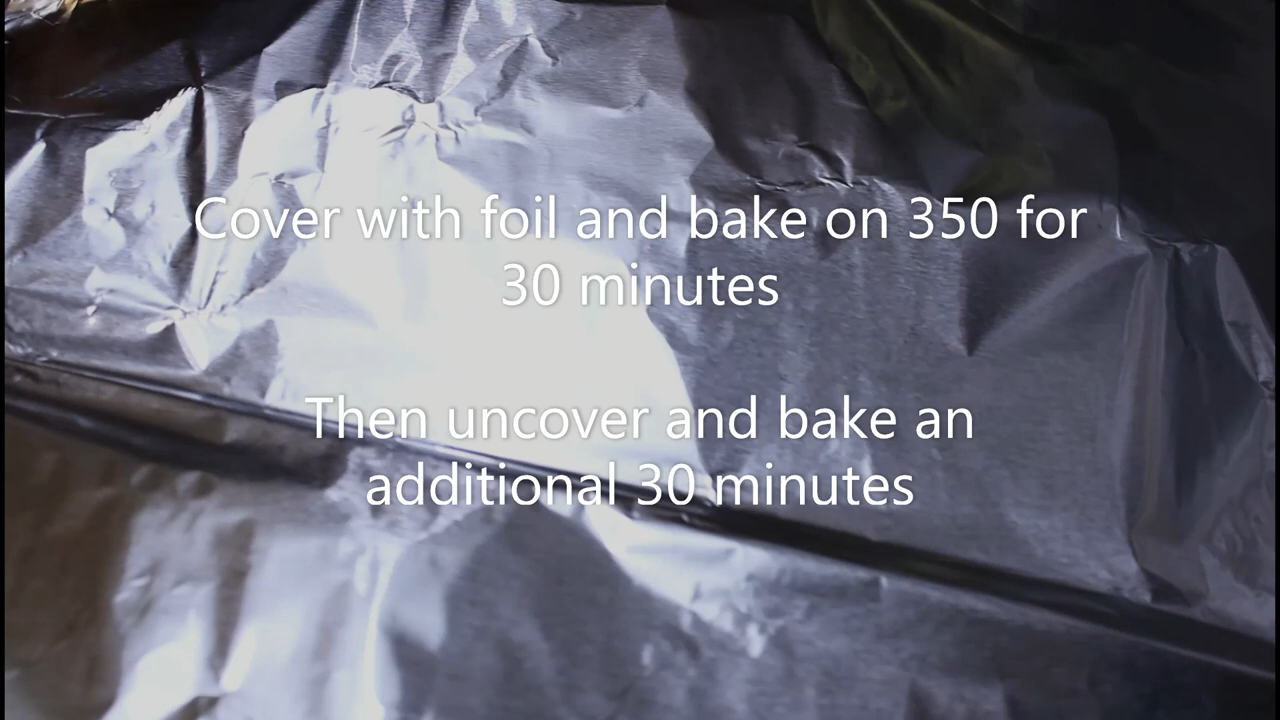 Cover with foil and bake on 350 for
30 minutes
Then uncover and bake an
additional 30 minutes